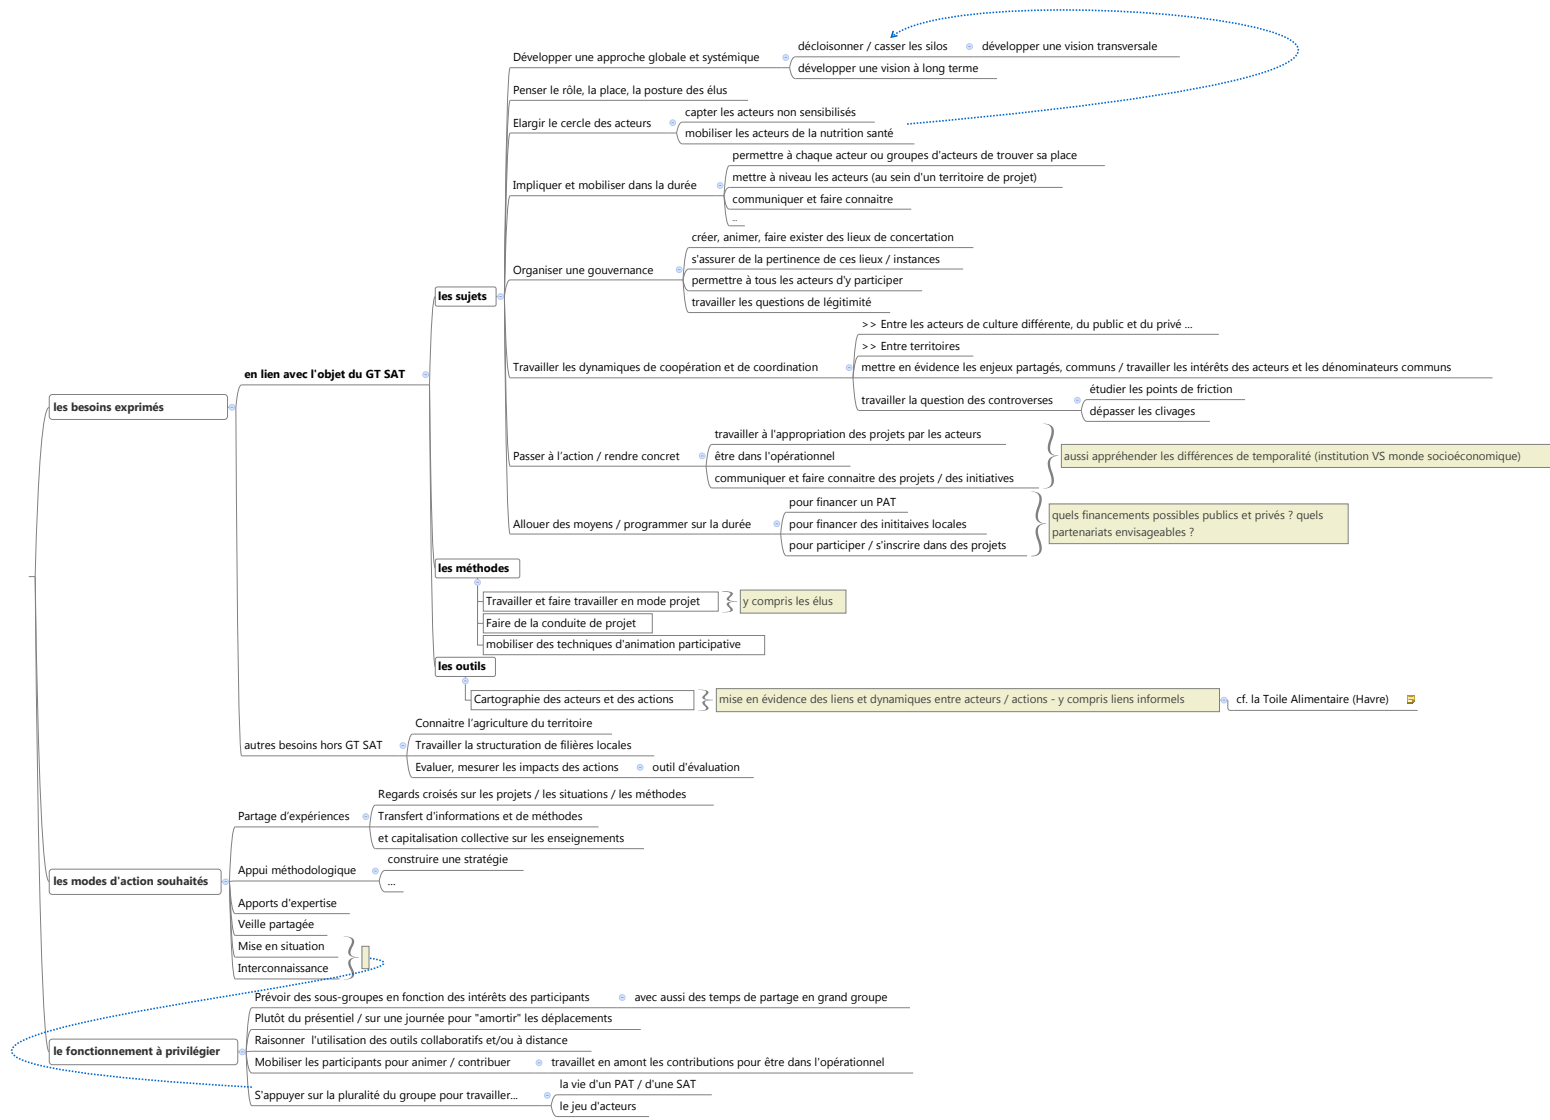 décloisonner / casser les silos
développer une vision transversale
Développer une approche globale et systémique
développer une vision à long terme
Penser le rôle, la place, la posture des élus
capter les acteurs non sensibilisés
Elargir le cercle des acteurs
mobiliser les acteurs de la nutrition santé
permettre à chaque acteur ou groupes d'acteurs de trouver sa place
mettre à niveau les acteurs (au sein d'un territoire de projet)
Impliquer et mobiliser dans la durée
communiquer et faire connaitre
..
créer, animer, faire exister des lieux de concertation
s'assurer de la pertinence de ces lieux / instances
Organiser une gouvernance
permettre à tous les acteurs d'y participer
les sujets
travailler les questions de légitimité
>> Entre les acteurs de culture différente, du public et du privé ...
>> Entre territoires
Travailler les dynamiques de coopération et de coordination
mettre en évidence les enjeux partagés, communs / travailler les intérêts des acteurs et les dénominateurs communs
en lien avec l'objet du GT SAT
étudier les points de friction
travailler la question des controverses
les besoins exprimés
dépasser les clivages
travailler à l'appropriation des projets par les acteurs
Passer à l’action / rendre concret
être dans l'opérationnel
aussi appréhender les différences de temporalité (institution VS monde socioéconomique)
communiquer et faire connaitre des projets / des initiatives
pour financer un PAT
quels financements possibles publics et privés ? quels
partenariats envisageables ?
Allouer des moyens / programmer sur la durée
pour financer des inititaives locales
pour participer / s'inscrire dans des projets
les méthodes
Travailler et faire travailler en mode projet
y compris les élus
Faire de la conduite de projet
mobiliser des techniques d'animation participative
les outils
Cartographie des acteurs et des actions
mise en évidence des liens et dynamiques entre acteurs / actions - y compris liens informels
cf. la Toile Alimentaire (Havre)
Connaitre l’agriculture du territoire
autres besoins hors GT SAT
Travailler la structuration de filières locales
Evaluer, mesurer les impacts des actions
outil d'évaluation
Regards croisés sur les projets / les situations / les méthodes
Partage d’expériences
Transfert d'informations et de méthodes
et capitalisation collective sur les enseignements
construire une stratégie
Appui méthodologique
les modes d'action souhaités
...
Apports d'expertise
Veille partagée
Mise en situation
Interconnaissance
Prévoir des sous-groupes en fonction des intérêts des participants
avec aussi des temps de partage en grand groupe
Plutôt du présentiel / sur une journée pour "amortir" les déplacements
Raisonner  l'utilisation des outils collaboratifs et/ou à distance
le fonctionnement à privilégier
Mobiliser les participants pour animer / contribuer
travaillet en amont les contributions pour être dans l'opérationnel
la vie d'un PAT / d'une SAT
S'appuyer sur la pluralité du groupe pour travailler...
le jeu d'acteurs